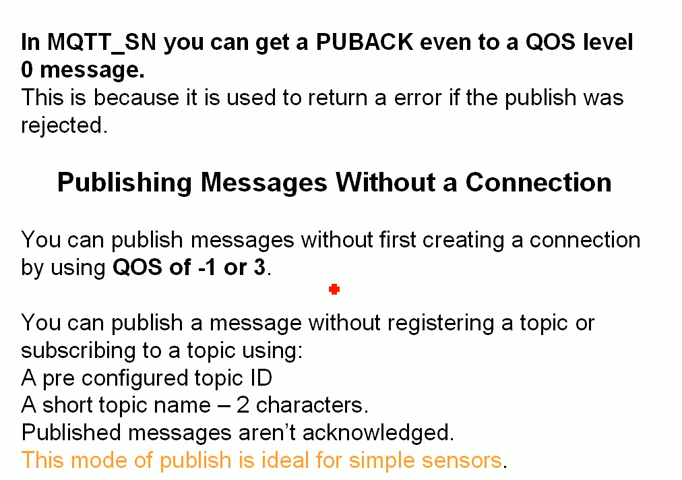 In MQTT_SN you can get a PUBACK even to a QOS level
0 message.
This is because it is used to return a error if the publish was
rejected.
Publishing Messages Without a Connection
You can publish messages without first creating a connection
by using QOS of -1 or 3.
You can publish a message without registering a topic or
subscribing to a topic using:
A pre configured topic ID
A short topic name – 2 characters.
Published messages aren’t acknowledged.
This mode of publish is ideal for simple sensors.